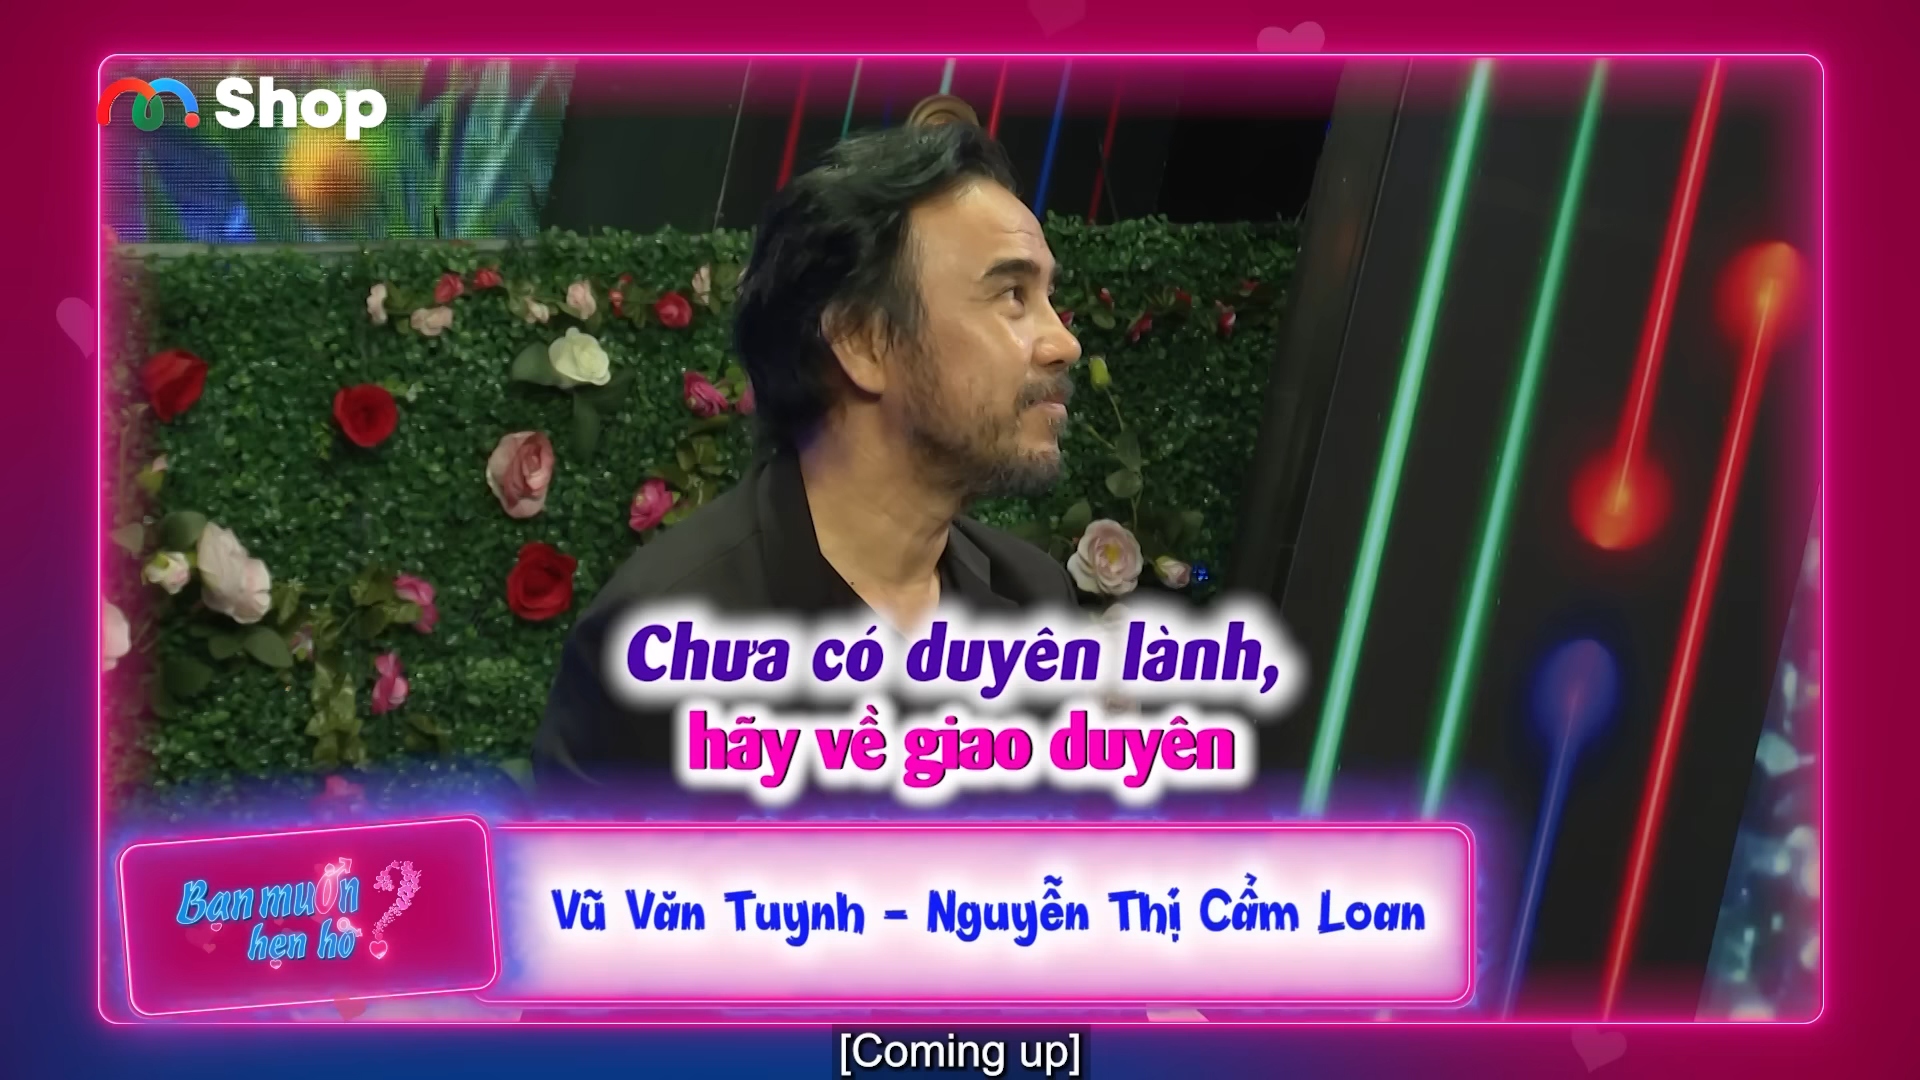 Shop
Chưa có duyên lành,
hãy về giao duyên
Bạn muốn
hẹn hò
?
Vũ Văn Tuynh - Nguyễn Thị Cẩm Loan
[Coming up]